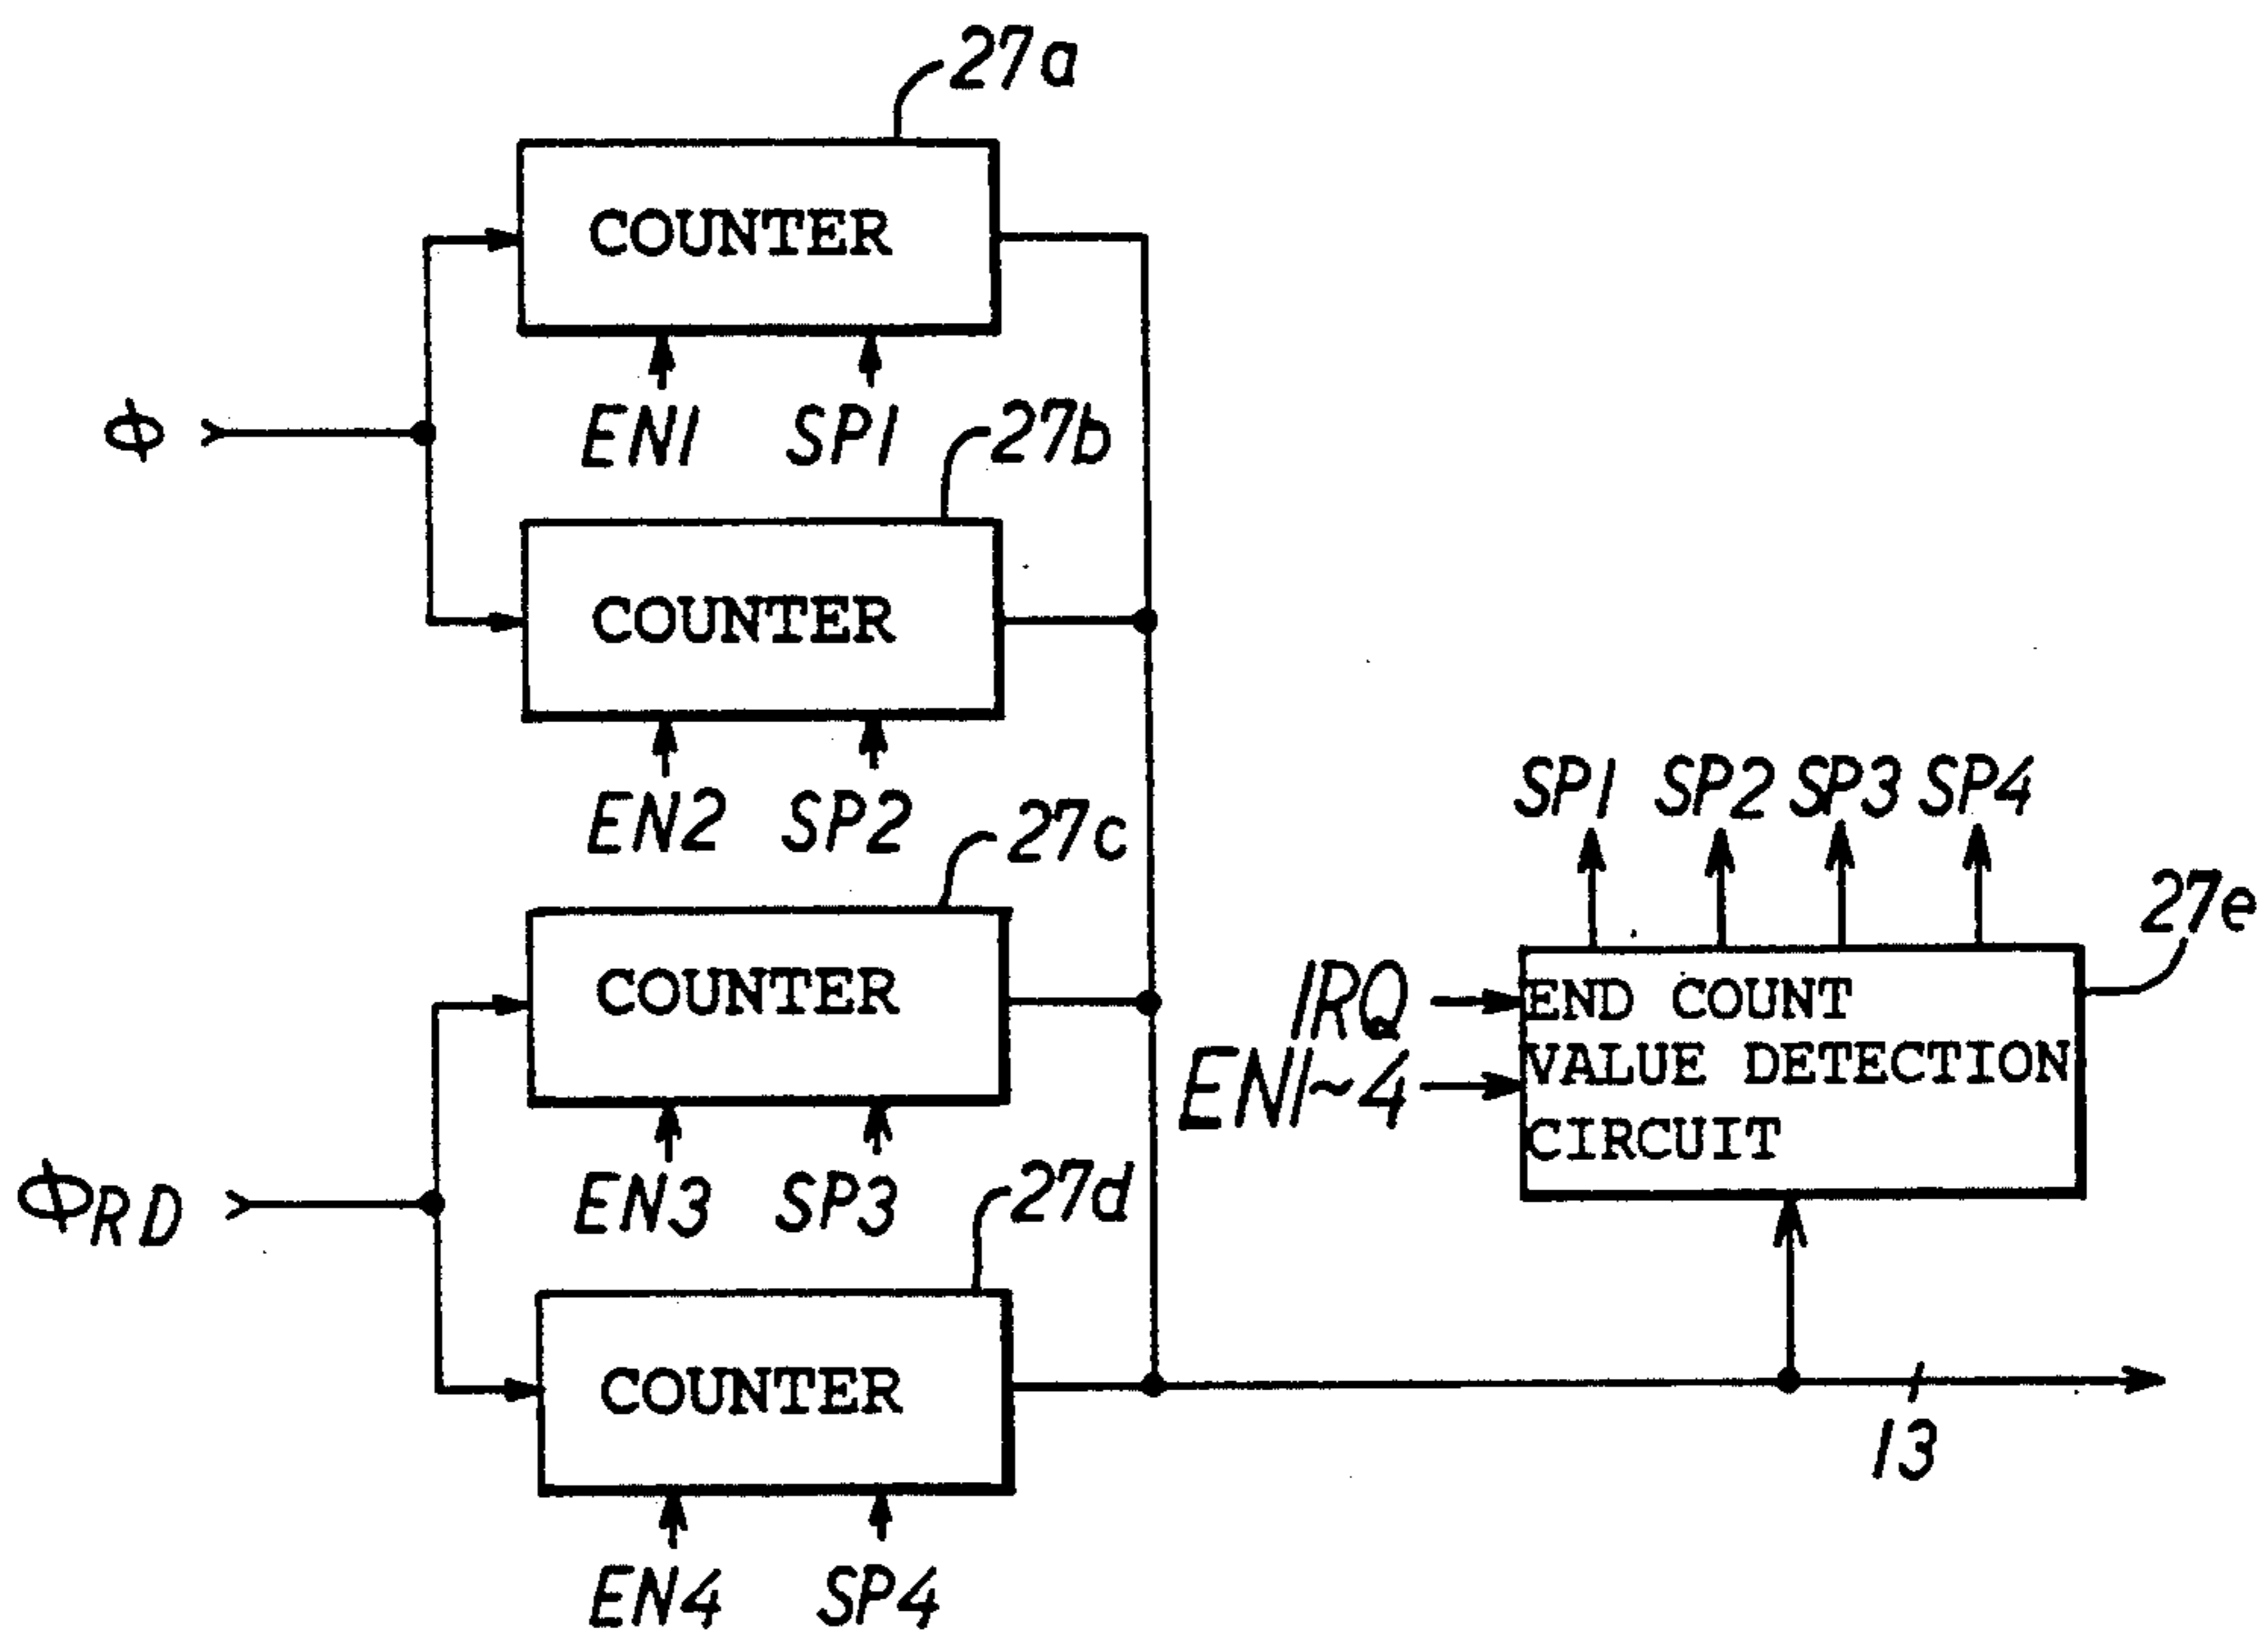 27a
COUNTER
EN1 SP1
27b
Φ
COUNTER
EN2 SP2
27c
COUNTER
EN3 SP3
27d
ΦRD
COUNTER
EN4 SP4
SP1 SP2 SP3 SP4
27e
IRQ
EN1~4
END COUNT
VALUE DETECTION
CIRCUIT
13